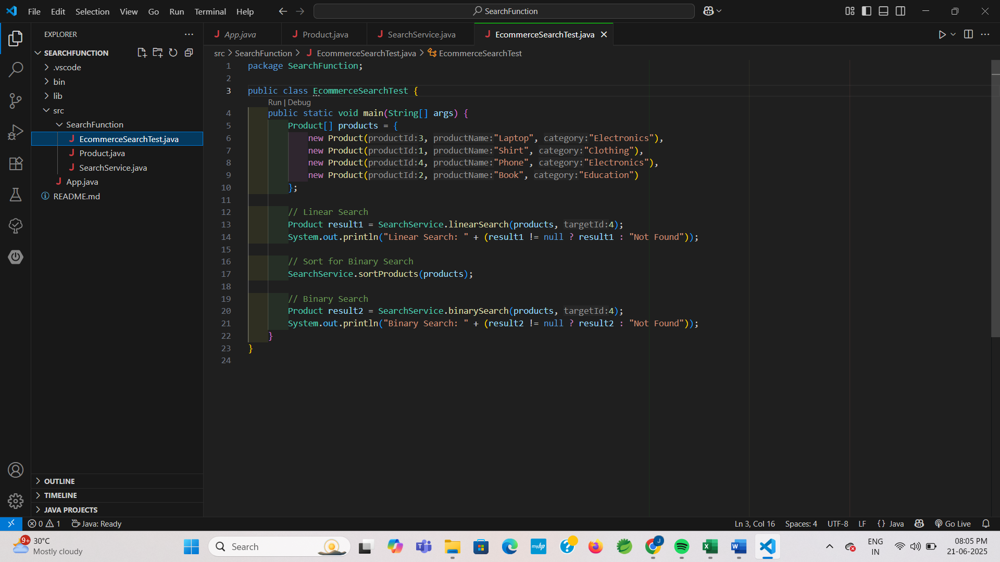 File Edit Selection View Go Run Terminal Help
SearchFunction
EXPLORER
SEARCHFUNCTION
.vscode
bin
lib
src
SearchFunction
EcommerceSearchTest.java
Product.java
SearchService.java
App.java
README.md
OUTLINE
TIMELINE
JAVA PROJECTS
App.java Product.java SearchService.java EcommerceSearchTest.java
src > SearchFunction > EcommerceSearchTest.java > EcommerceSearchTest
1 package SearchFunction;
2
3 public class EcommerceSearchTest {
Run | Debug
4 public static void main(String[] args) {
5 Product[] products = {
6 new Product(productId:3, productName:"Laptop", category:"Electronics"),
7 new Product(productId:1, productName:"Shirt", category:"Clothing"),
8 new Product(productId:4, productName:"Phone", category:"Electronics"),
9 new Product(productId:2, productName:"Book", category:"Education")
10 };
11
12 // Linear Search
13 Product result1 = SearchService.linearSearch(products, targetId:4);
14 System.out.println("Linear Search: " + (result1 != null ? result1 : "Not Found"));
15
16 // Sort for Binary Search
17 SearchService.sortProducts(products);
18
19 // Binary Search
20 Product result2 = SearchService.binarySearch(products, targetId:4);
21 System.out.println("Binary Search: " + (result2 != null ? result2 : "Not Found"));
22 }
23 }
24
0 1 Java: Ready
Ln 3, Col 16 Spaces: 4 UTF-8 LF {} Java Go Live
9+ 30°C
Mostly cloudy
Search
myhp
J
ENG
IN
08:05 PM
21-06-2025